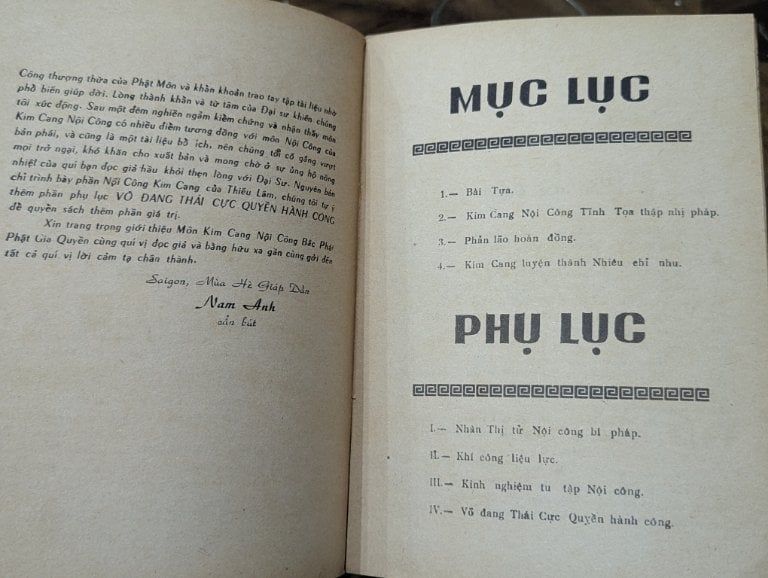 Công thượng thừa của Phật Môn và khẩn khoản trao tay tập tài liệu nhờ
phổ biến giúp đời. Lòng thành khẩn và từ tâm của Đại sư khiến chúng
tôi xúc động. Sau một đêm nghiền ngẫm kiểm chứng và nhận thấy môn
Kim Cang Nội Công có nhiều điểm tương đồng với môn Nội Công của
bản phái, và cũng là một tài liệu bổ ích, nên chúng tôi cố gắng vượt
mọi trở ngại, khó khăn cho xuất bản và mong chờ ở sự ủng hộ nồng
nhiệt của quí bạn đọc giả hầu khỏi thẹn lòng với Đại Sư. Nguyên bản
chỉ trình bày phần Nội Công Kim Cang của Thiếu Lâm, chúng tôi tự ý
thêm phần phụ lục VÕ ĐANG THÁI CỰC QUYỀN HÀNH CÔNG
để quyển sách thêm phần giá trị.
Xin trang trọng giới thiệu Môn Kim Cang Nội Công Bắc Phái
Phật Gia Quyền cùng quí vị đọc giả và bằng hữu xa gần cùng gởi đến
tất cả quí vị lời cảm tạ chân thành.
Saigon, Mùa Hè Giáp Dần
Nam Anh
cẩn bút
MỤC LỤC
1.— Bài Tựa.
2.— Kim Cang Nội Công Tĩnh Tọa thập nhị pháp.
3.— Phản lão hoàn đồng.
4.— Kim Cang luyện thành Nhiễu chỉ nhu.
PHỤ LỤC
I.— Nhân Thị tử Nội công bí pháp.
II.— Khí công liệu lực.
III.— Kinh nghiệm tu tập Nội công.
IV.— Võ đang Thái Cực Quyền hành công.